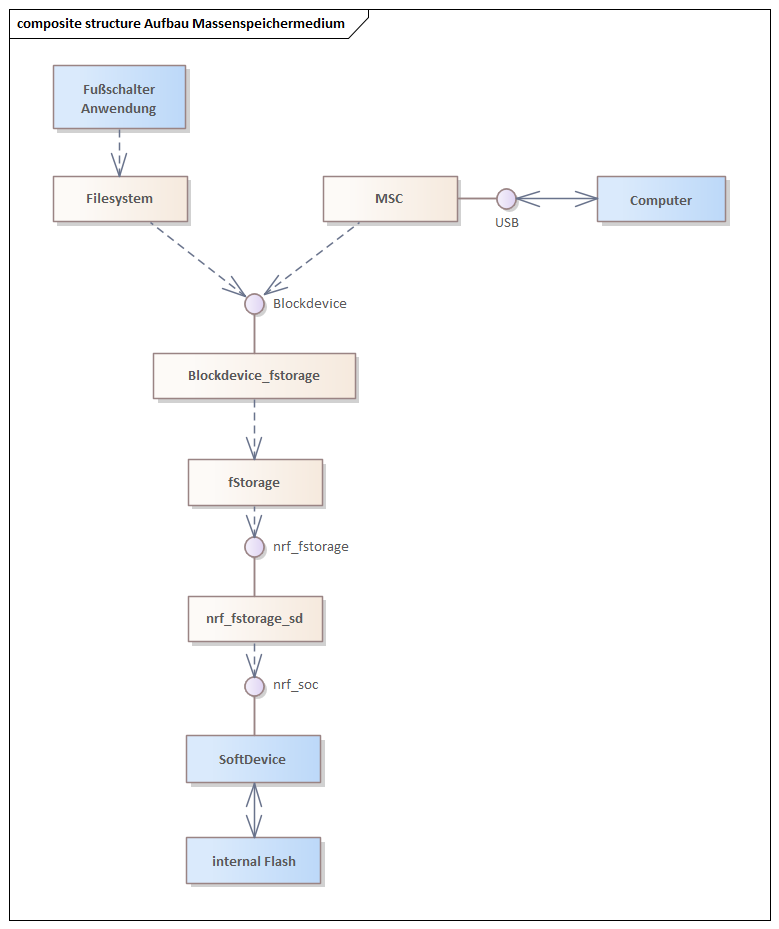 composite structure Aufbau Massenspeichermedium
Fußschalter
Anwendung
Filesystem
MSC
USB
Computer
Blockdevice
Blockdevice_fstorage
fStorage
nrf_fstorage
nrf_fstorage_sd
nrf_soc
SoftDevice
internal Flash